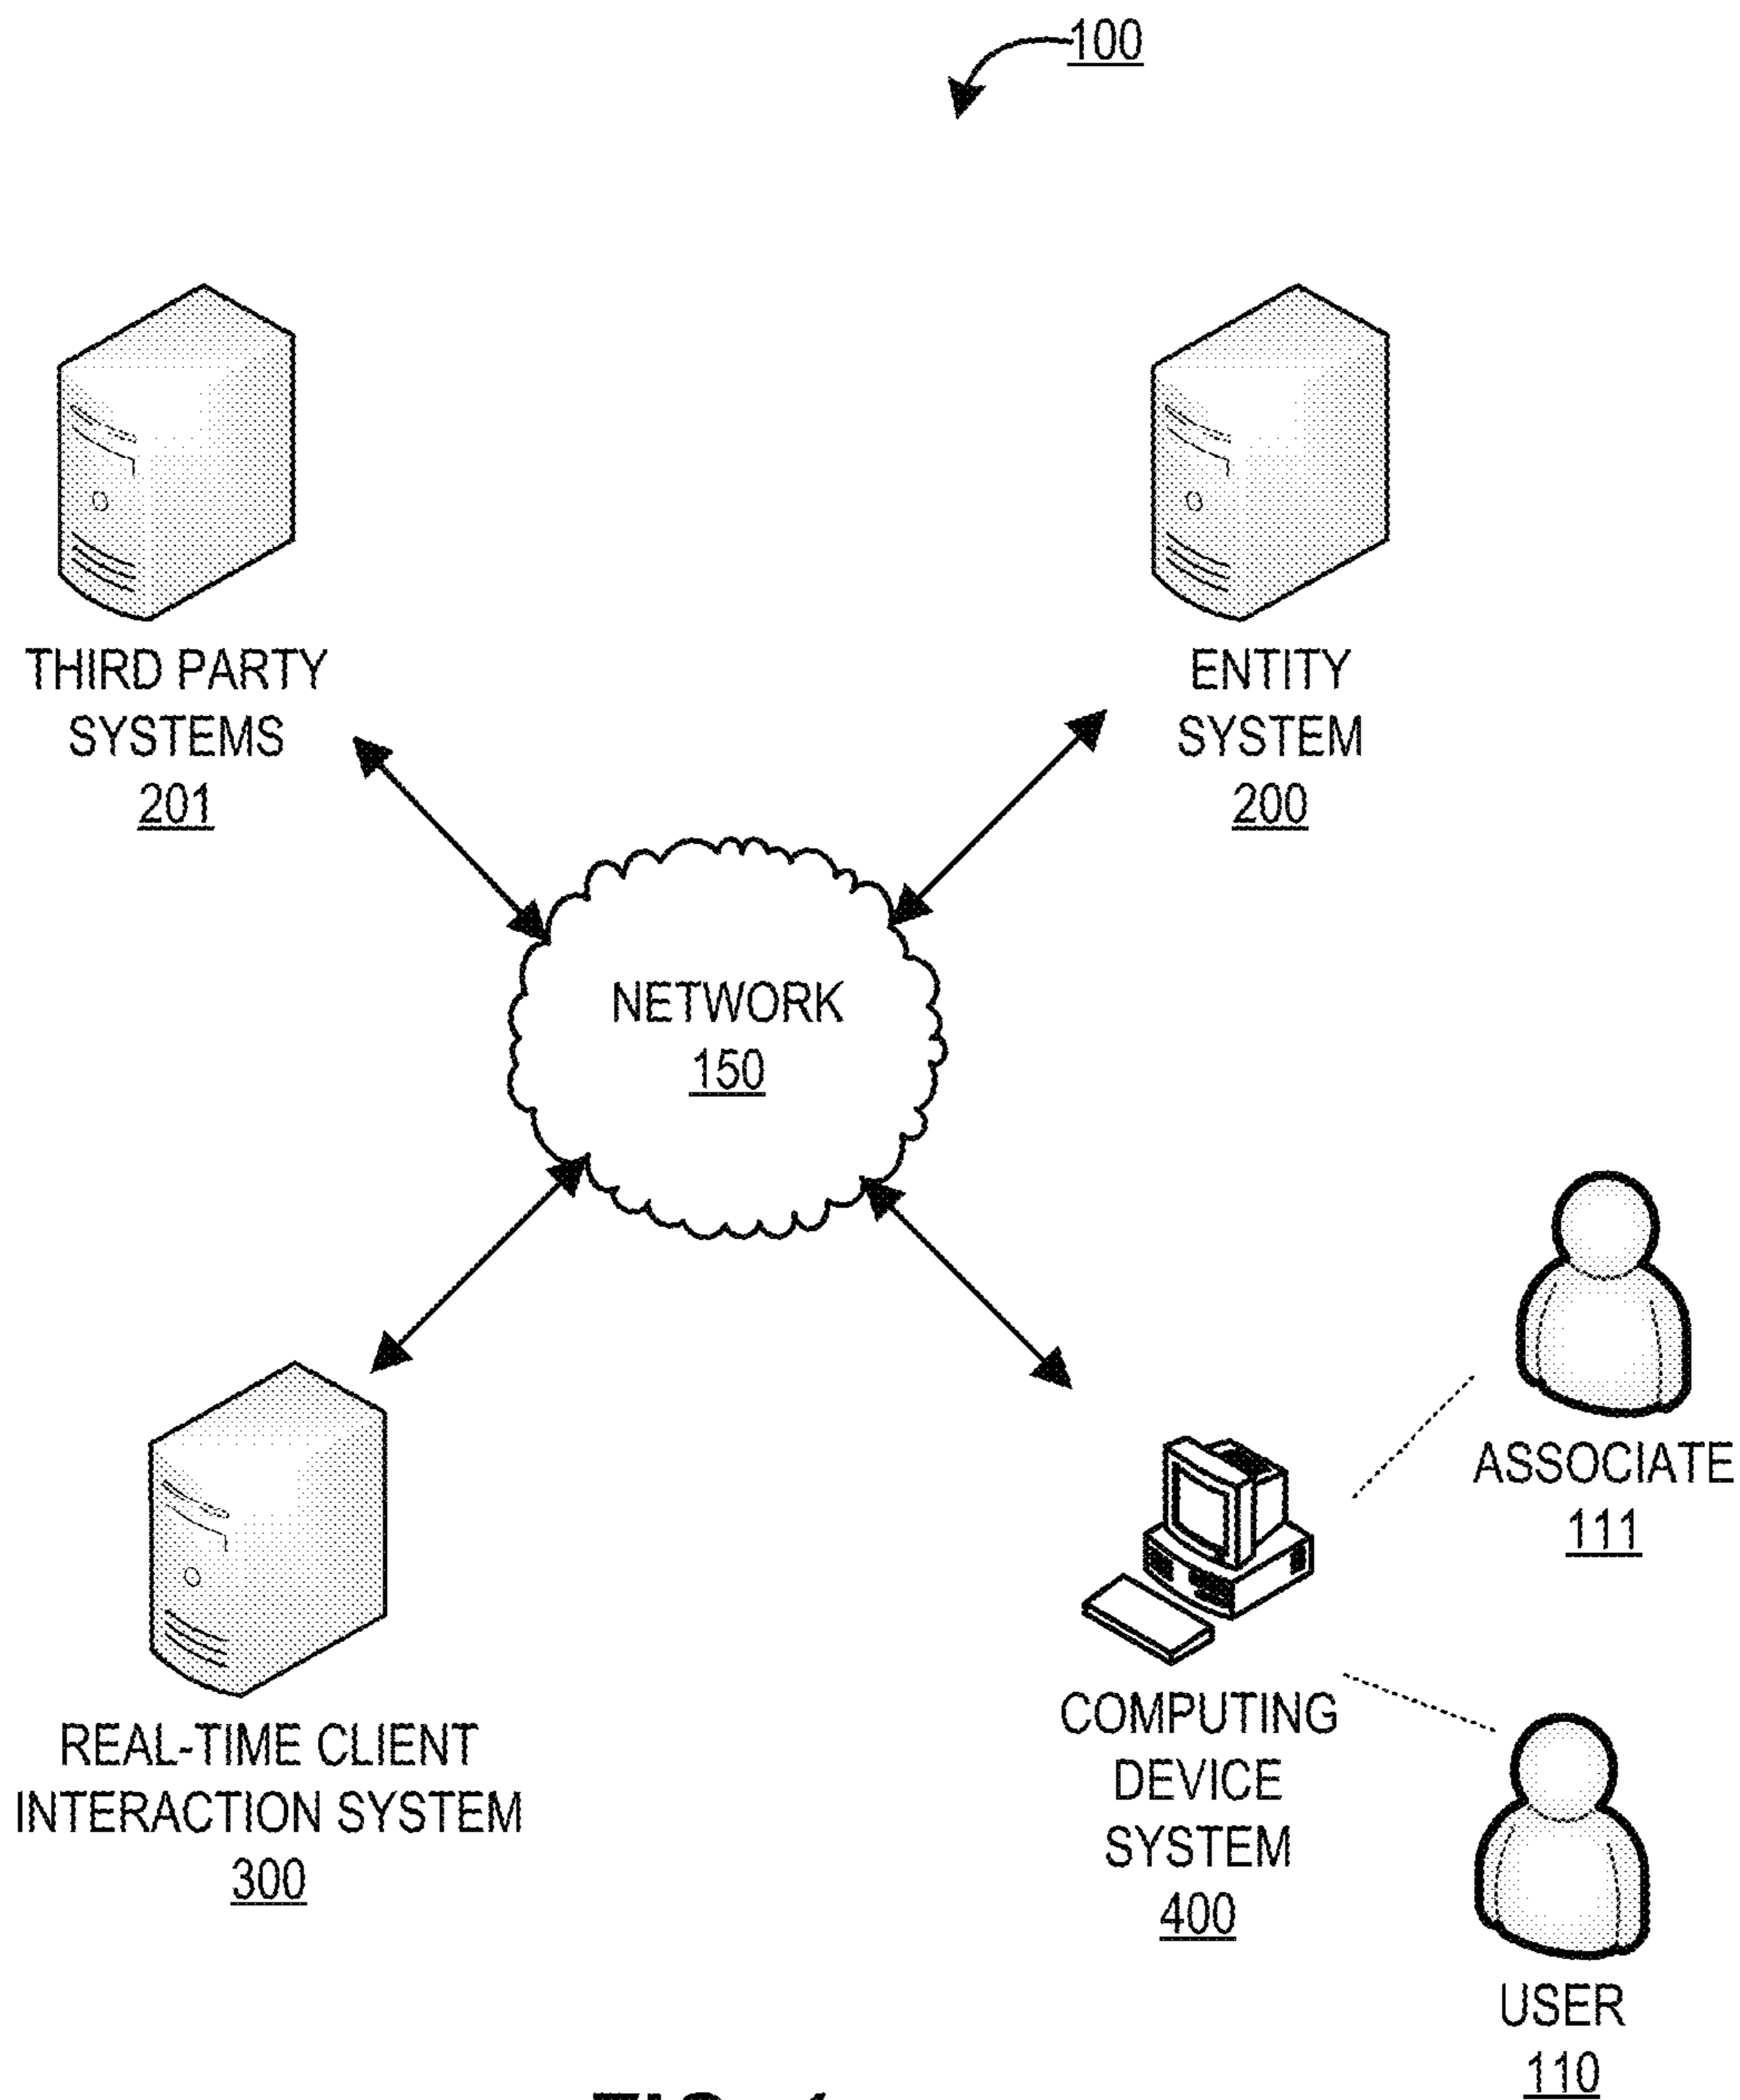 100
THIRD PARTY
SYSTEMS
201
ENTITY
SYSTEM
200
NETWORK
150
REAL-TIME CLIENT
INTERACTION SYSTEM
300
COMPUTING
DEVICE
SYSTEM
400
ASSOCIATE
111
USER
110